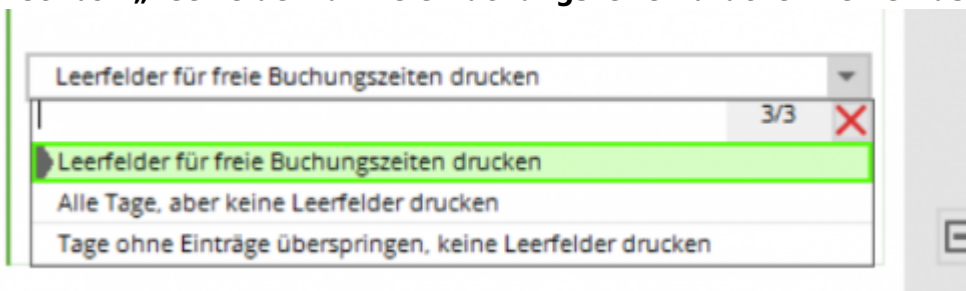 Leerfelder für freie Buchungszeiten drucken
3/3
Leerfelder für freie Buchungszeiten drucken
Alle Tage, aber keine Leerfelder drucken
Tage ohne Einträge überspringen, keine Leerfelder drucken